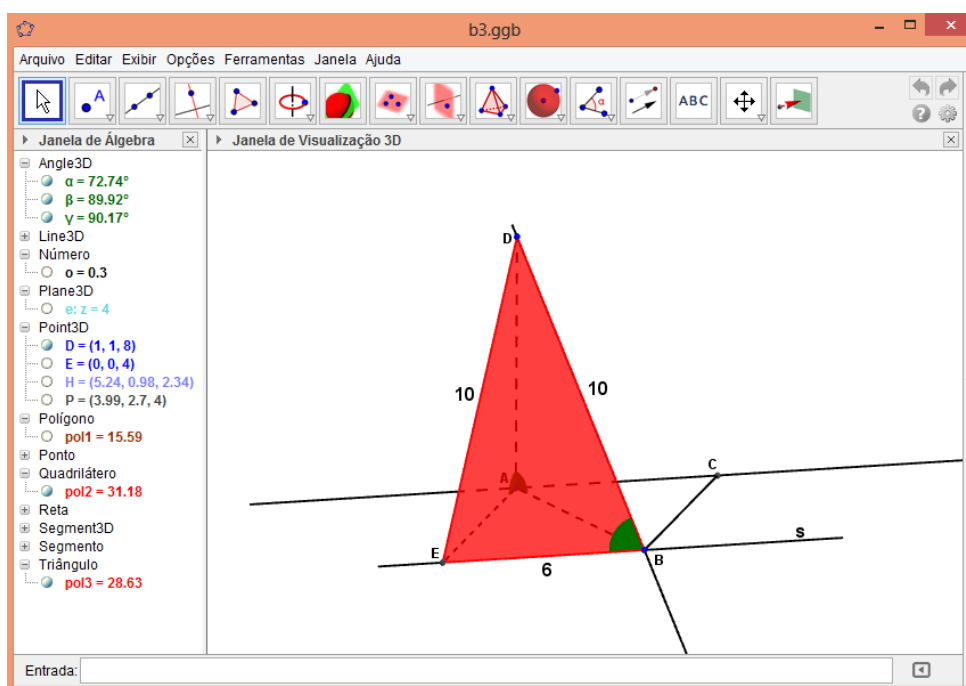 b3.ggb
Arquivo Editar Exibir Opções Ferramentas Janela Ajuda
A
α
ABC
Janela de Álgebra
Janela de Visualização 3D
Angle3D
α = 72.74°
β = 89.92°
γ = 90.17°
Line3D
Número
o = 0.3
Plane3D
e: z = 4
Point3D
D = (1, 1, 8)
E = (0, 0, 4)
H = (5.24, 0.98, 2.34)
P = (3.99, 2.7, 4)
Polígono
pol1 = 15.59
Ponto
Quadrilátero
pol2 = 31.18
Reta
Segment3D
Segmento
Triângulo
pol3 = 28.63
D
10
10
A
C
E
B
s
6
Entrada: